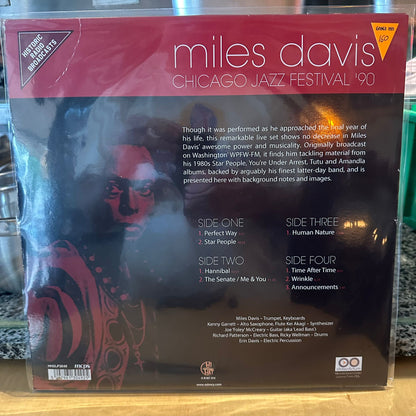 HISTORIC
RADIO
BROADCASTS
miles davis
CHICAGO JAZZ FESTIVAL '90
150
Though it was performed as he approached the final year of
his life, this remarkable live set shows no decrease in Miles
Davis' awesome power and musicality. Originally broadcast
on Washington' WPFW-FM, it finds him tackling material from
his 1980s Star People, You're Under Arrest, Tutu and Amandla
albums, backed by arguably his finest latter-day band, and is
presented here with background notes and images.
SIDE ONE
1. Perfect Way
2. Star People
SIDE TWO
1. Hannibal
2. The Senate / Me & You
SIDE THREE
1. Human Nature
SIDE FOUR
1. Time After Time
2. Wrinkle
3. Announcements
Miles Davis – Trumpet, Keyboards
Kenny Garrett – Alto Saxophone, Flute Kei Akagi – Synthesizer
Joe 'Foley' McCreary – Guitar (aka 'Lead Bass')
Richard Patterson – Electric Bass, Ricky Wellman – Drums
Erin Davis – Electric Percussion
mcps